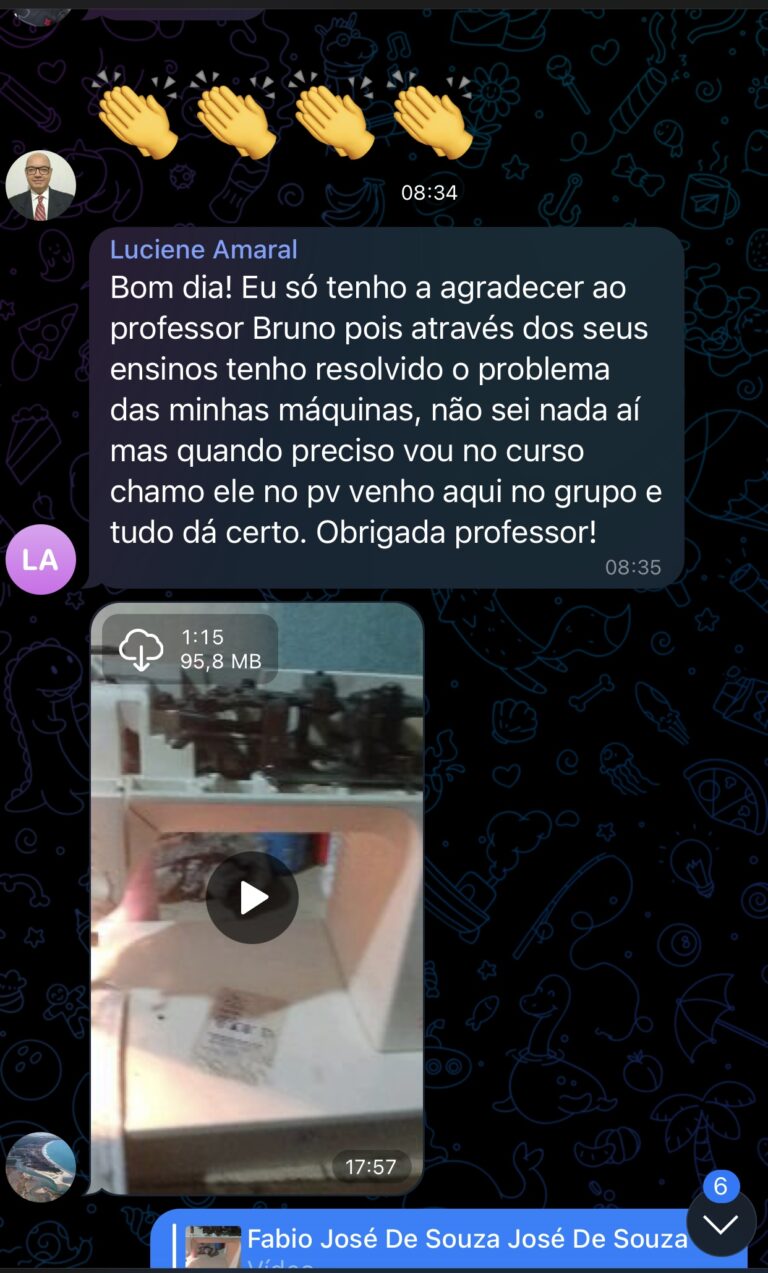 08:34
Luciene Amaral
Bom dia! Eu só tenho a agradecer ao
professor Bruno pois através dos seus
ensinos tenho resolvido o problema
das minhas máquinas, não sei nada aí
mas quando preciso vou no curso
chamo ele no pv venho aqui no grupo e
tudo dá certo. Obrigada professor!
08:35
LA
1:15
95,8 MB
17:57
6
Fabio José De Souza José De Souza
Vídeo